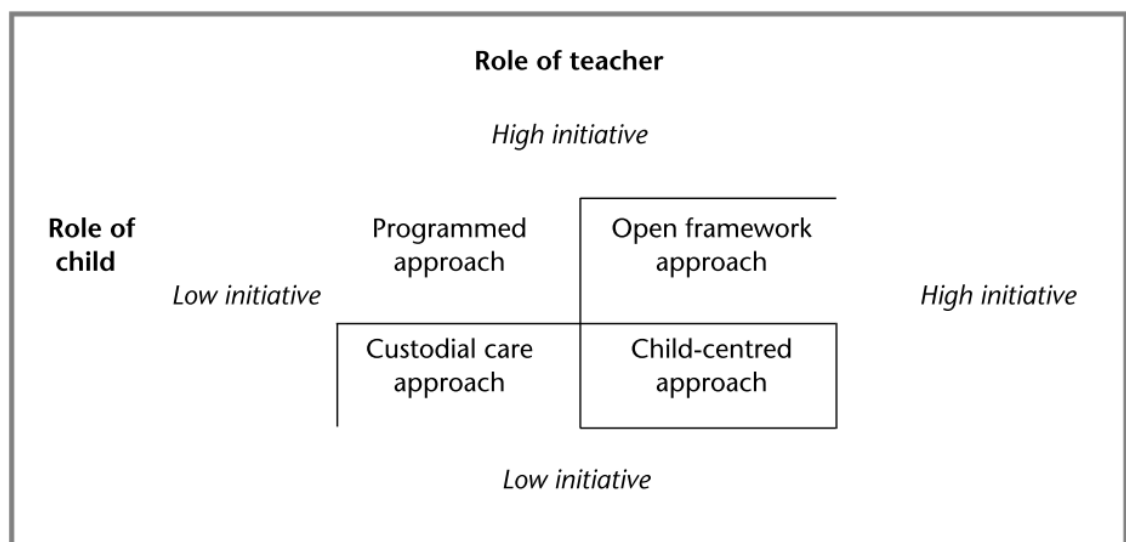 Role of teacher
High initiative
Role of
child
Programmed
approach
Open framework
approach
Low initiative
High initiative
Custodial care
approach
Child-centred
approach
Low initiative